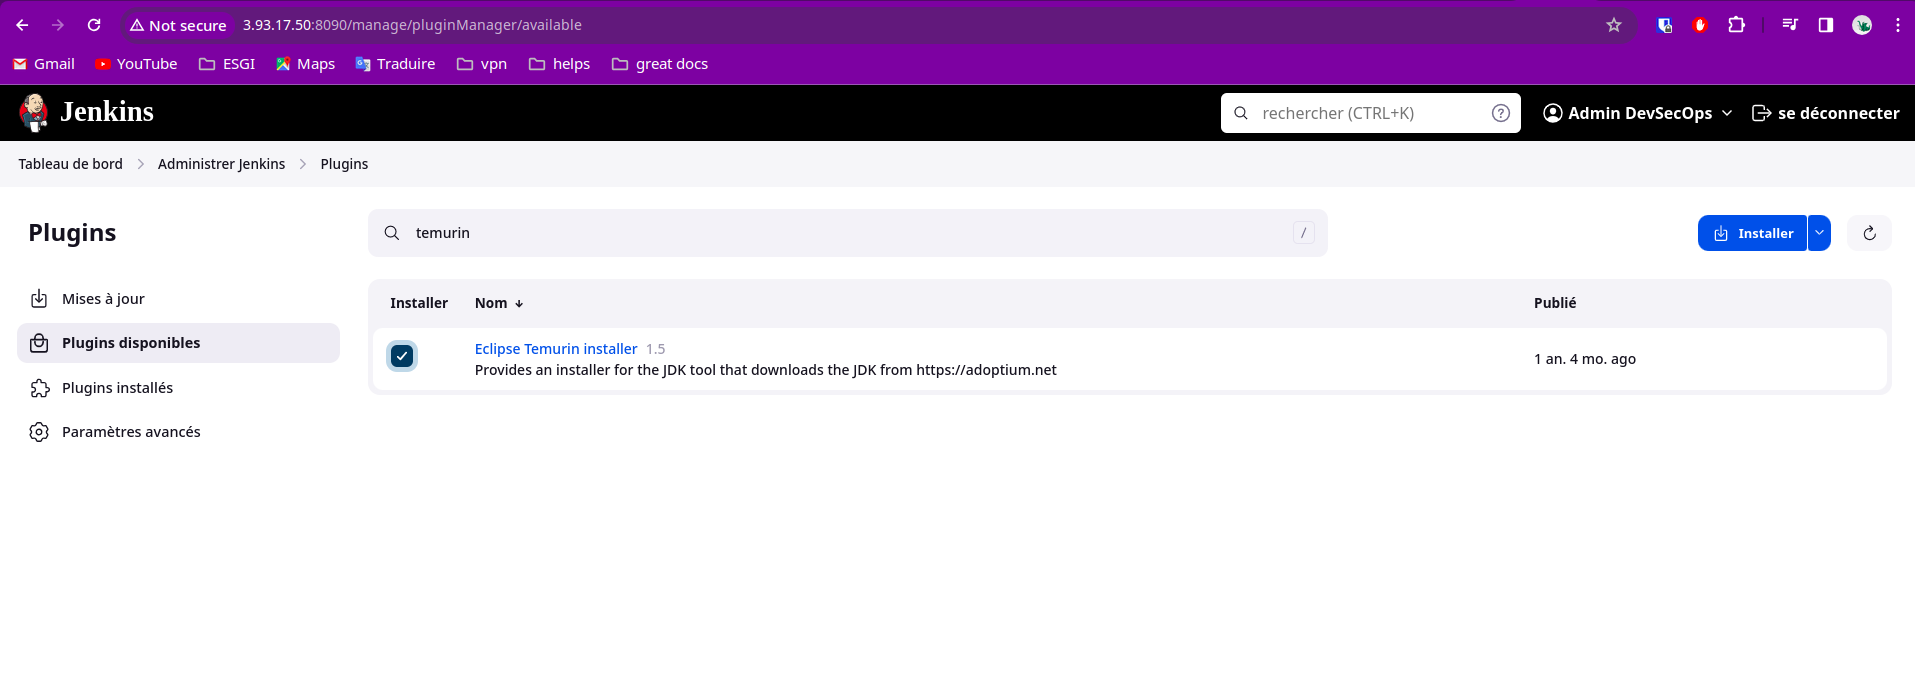 Not secure 3.93.17.50:8090/manage/pluginManager/available
Gmail YouTube ESGI Maps Traduire vpn helps great docs
Jenkins rechercher (CTRL+K) ? Admin DevSecOps se déconnecter
Tableau de bord Administrer Jenkins Plugins
Plugins temurin / Installer
Mises à jour
Plugins disponibles
Plugins installés
Paramètres avancés
Installer Nom ↓ Publié
Eclipse Temurin installer 1.5
Provides an installer for the JDK tool that downloads the JDK from https://adoptium.net
1 an. 4 mo. ago